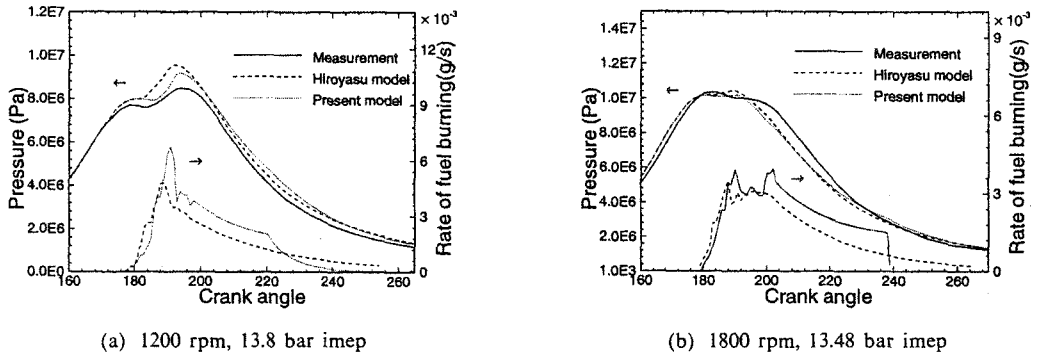 1.2E7
1.0E7
8.0E6
6.0E6
4.0E6
2.0E6
0.0E0
Pressure (Pa)
160
180
200
220
240
260
Crank angle
× 10⁻³
12
9
6
3
0
Rate of fuel burning(g/s)
Measurement
Hiroyasu model
Present model
(a) 1200 rpm, 13.8 bar imep
1.0E7
8.0E6
6.0E6
4.0E6
2.0E6
1.0E3
Pressure (Pa)
160
180
200
220
240
260
Crank angle
× 10⁻³
9
6
3
0
Rate of fuel burning(g/s)
Measurement
Hiroyasu model
Present model
(b) 1800 rpm, 13.48 bar imep